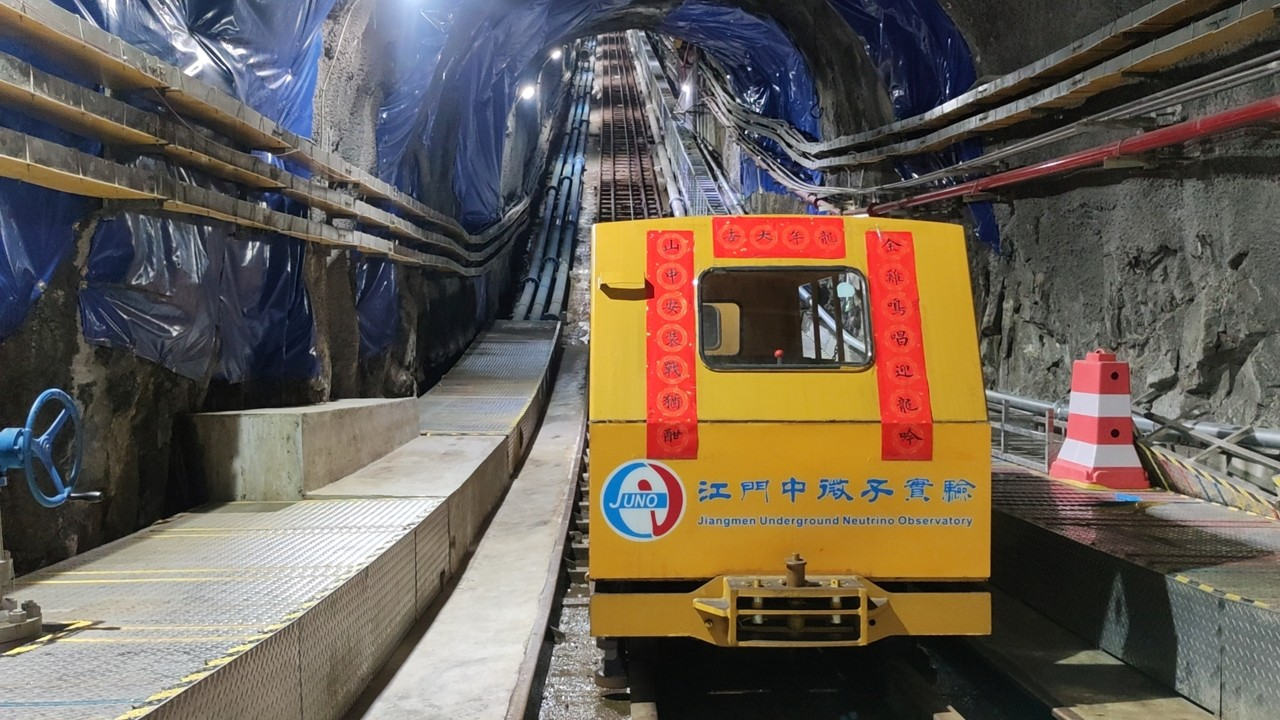 龍年大吉
金雞鳴唱迎龍吟
山中安裝戰猶酣
JUNO
江門中微子實驗
Jiangmen Underground Neutrino Observatory